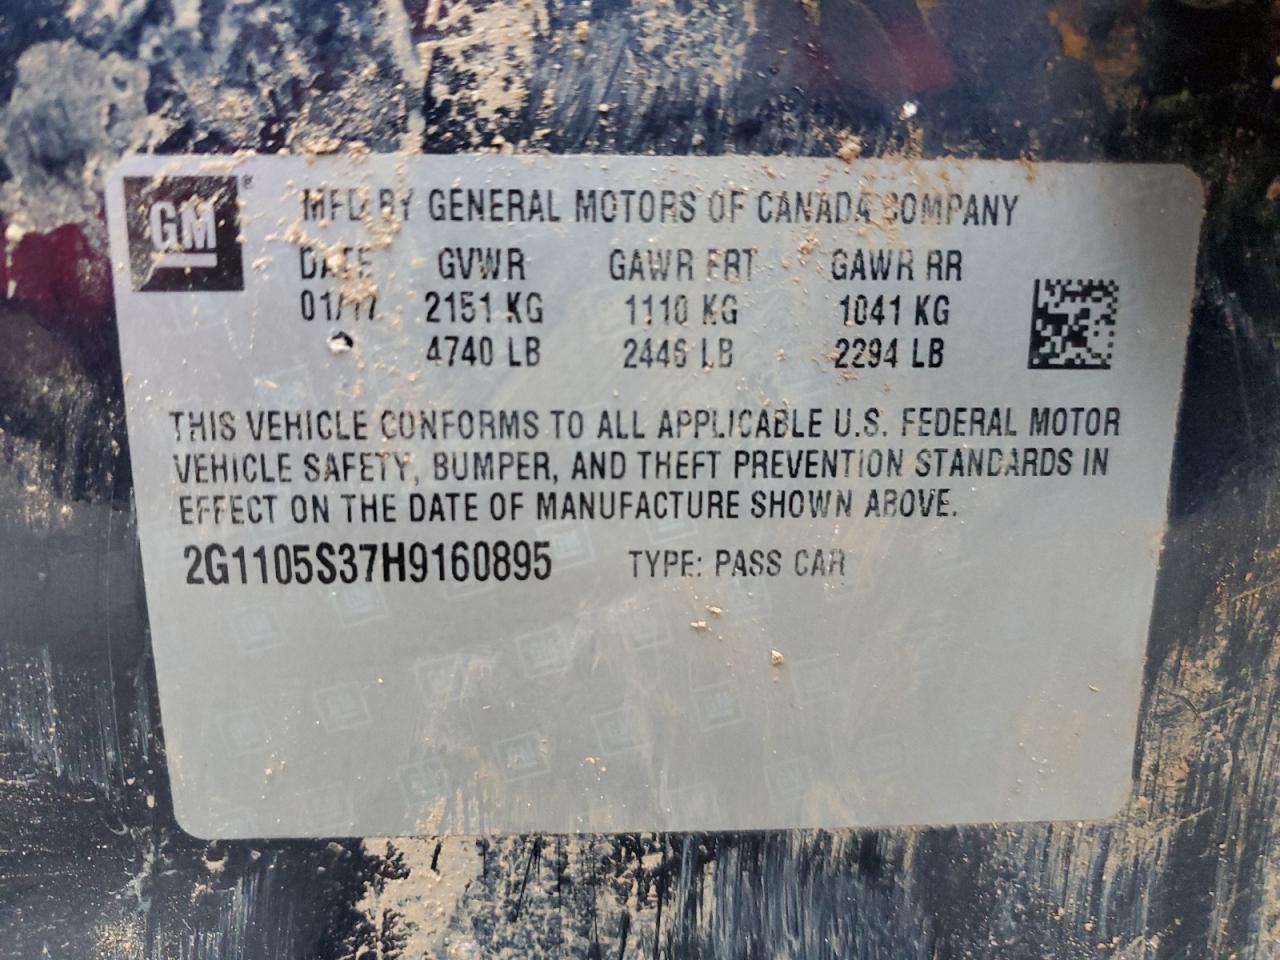 GM ® MFD BY GENERAL MOTORS OF CANADA COMPANY
DATE GVWR GAWR FRT GAWR RR
01/17 2151 KG 1110 KG 1041 KG
4740 LB 2446 LB 2294 LB
THIS VEHICLE CONFORMS TO ALL APPLICABLE U.S. FEDERAL MOTOR
VEHICLE SAFETY, BUMPER, AND THEFT PREVENTION STANDARDS IN
EFFECT ON THE DATE OF MANUFACTURE SHOWN ABOVE.
2G1105S37H9160895 TYPE: PASS CAR